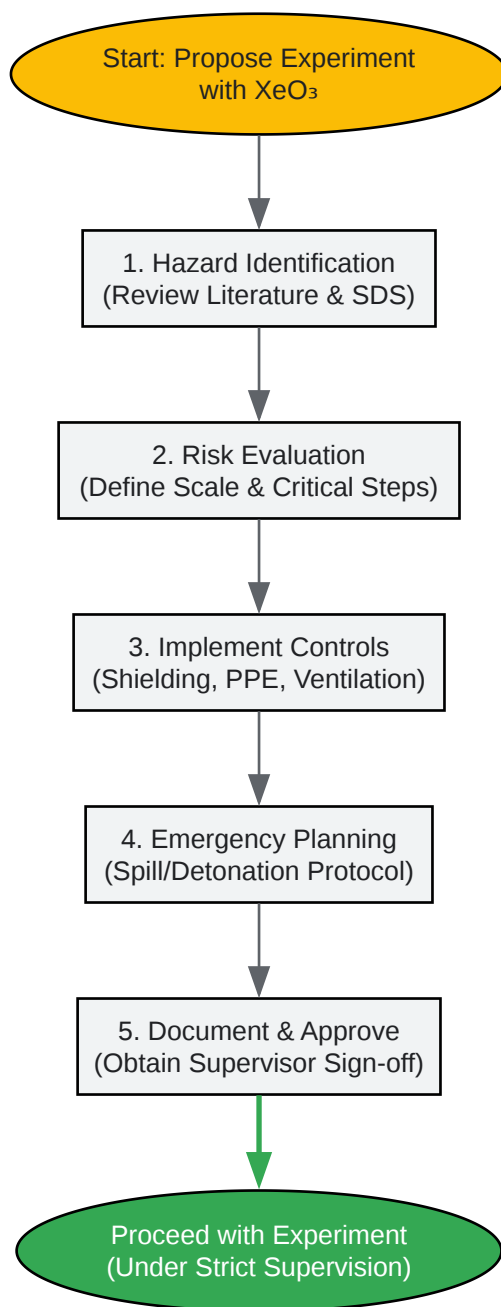 Start: Propose Experiment
with XeO₃
1. Hazard Identification
(Review Literature & SDS)
2. Risk Evaluation
(Define Scale & Critical Steps)
3. Implement Controls
(Shielding, PPE, Ventilation)
4. Emergency Planning
(Spill/Detonation Protocol)
5. Document & Approve
(Obtain Supervisor Sign-off)
Proceed with Experiment
(Under Strict Supervision)